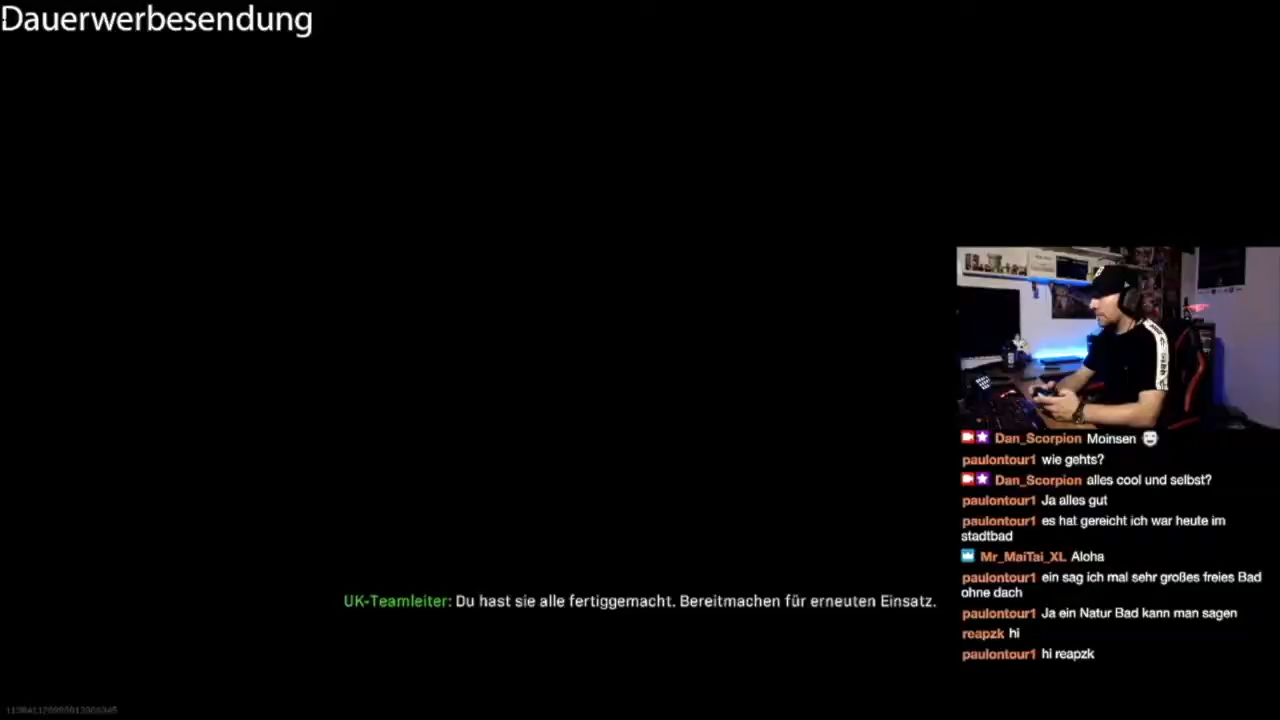 Dauerwerbesendung
Dan_Scorpion Moinsen
paulontour1 wie gehts?
Dan_Scorpion alles cool und selbst?
paulontour1 Ja alles gut
paulontour1 es hat gereicht ich war heute im
stadtbad
Mr_MaiTai_XL Aloha
paulontour1 ein sag ich mal sehr großes freies Bad
ohne dach
paulontour1 Ja ein Natur Bad kann man sagen
reapzk hi
paulontour1 hi reapzk
UK-Teamleiter: Du hast sie alle fertiggemacht. Bereitmachen für erneuten Einsatz.